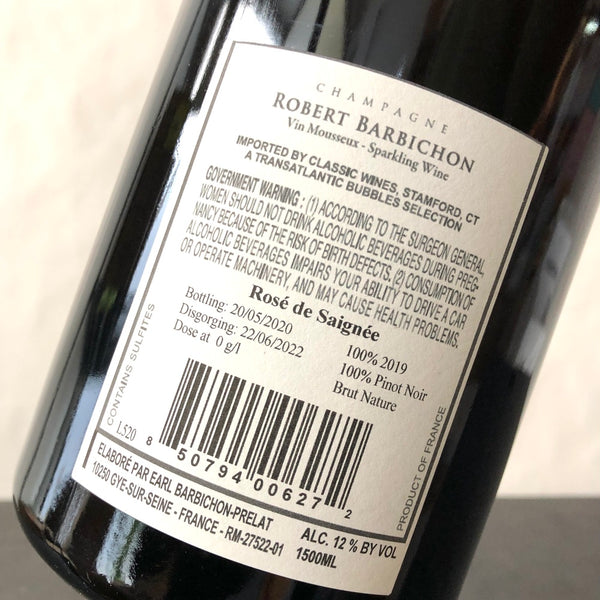 CHAMPAGNE
ROBERT BARBICHON
Vin Mousseux - Sparkling Wine
IMPORTED BY CLASSIC WINES, STAMFORD, CT
A TRANSATLANTIC BUBBLES SELECTION
GOVERNMENT WARNING : (1) ACCORDING TO THE SURGEON GENERAL,
WOMEN SHOULD NOT DRINK ALCOHOLIC BEVERAGES DURING PREG-
NANCY BECAUSE OF THE RISK OF BIRTH DEFECTS. (2) CONSUMPTION OF
ALCOHOLIC BEVERAGES IMPAIRS YOUR ABILITY TO DRIVE A CAR
OR OPERATE MACHINERY, AND MAY CAUSE HEALTH PROBLEMS.
Rosé de Saignée
Bottling: 20/05/2020
Disgorging: 22/06/2022
Dose at 0 g/l
100% 2019
100% Pinot Noir
Brut Nature
CONTAINS SULFITES
L520
8 50794 00627 2
PRODUCT OF FRANCE
ELABORÉ PAR EARL BARBICHON-PRELAT
10250 GYE-SUR-SEINE - FRANCE - RM-27522-01
ALC. 12 % BY VOL
1500ML